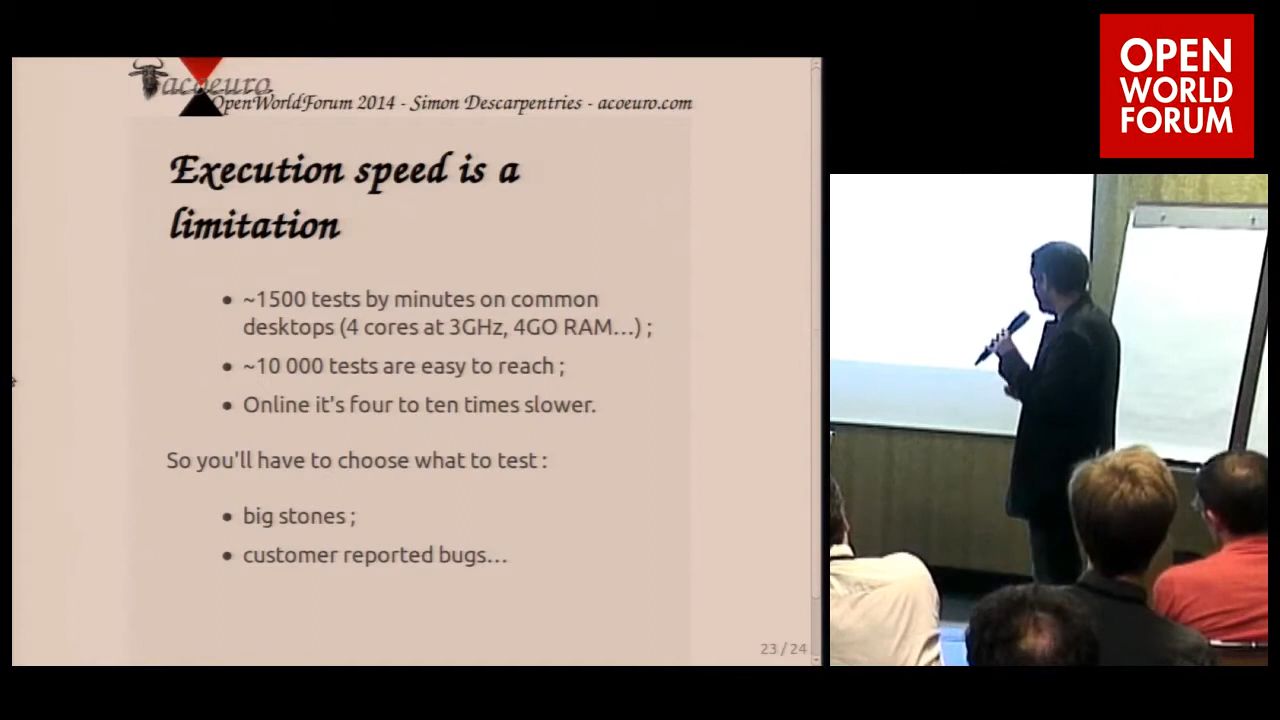 acoeuro
OpenWorldForum 2014 - Simon Descarpentries - acoeuro.com
Execution speed is a
limitation
• ~1500 tests by minutes on common
desktops (4 cores at 3GHz, 4GO RAM...) ;
• ~10 000 tests are easy to reach ;
• Online it's four to ten times slower.
So you'll have to choose what to test :
• big stones ;
• customer reported bugs...
23 / 24
OPEN
WORLD
FORUM